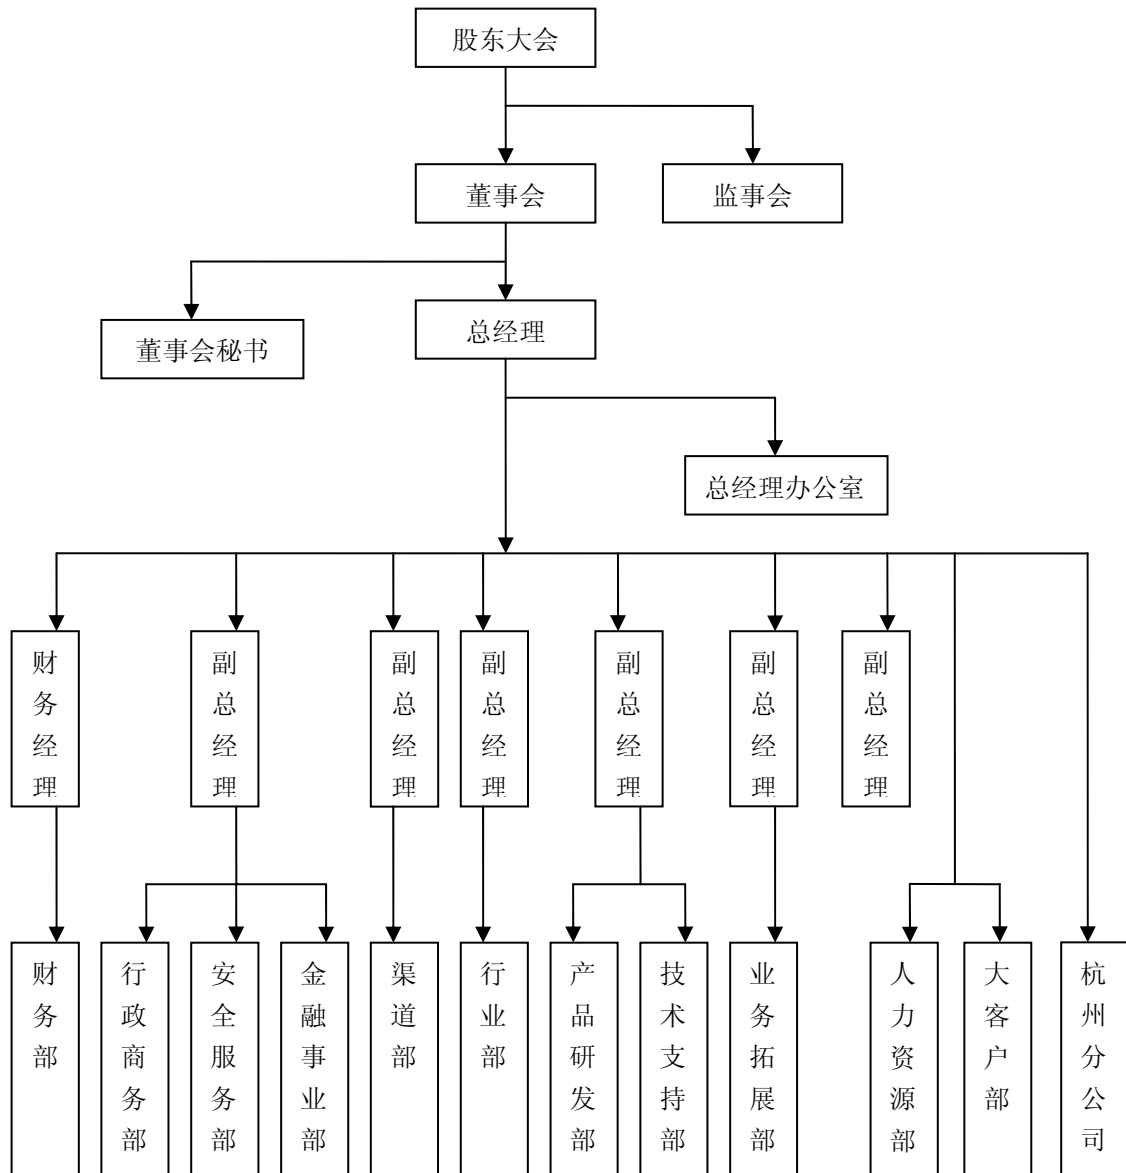 股东大会
董事会
监事会
董事会秘书
总经理
总经理办公室
财务经理
副总经理
副总经理
副总经理
副总经理
副总经理
副总经理
财务部
行政商务部
安全服务部
金融事业部
渠道部
行业部
产品研发部
技术支持部
业务拓展部
人力资源部
大客户部
杭州分公司